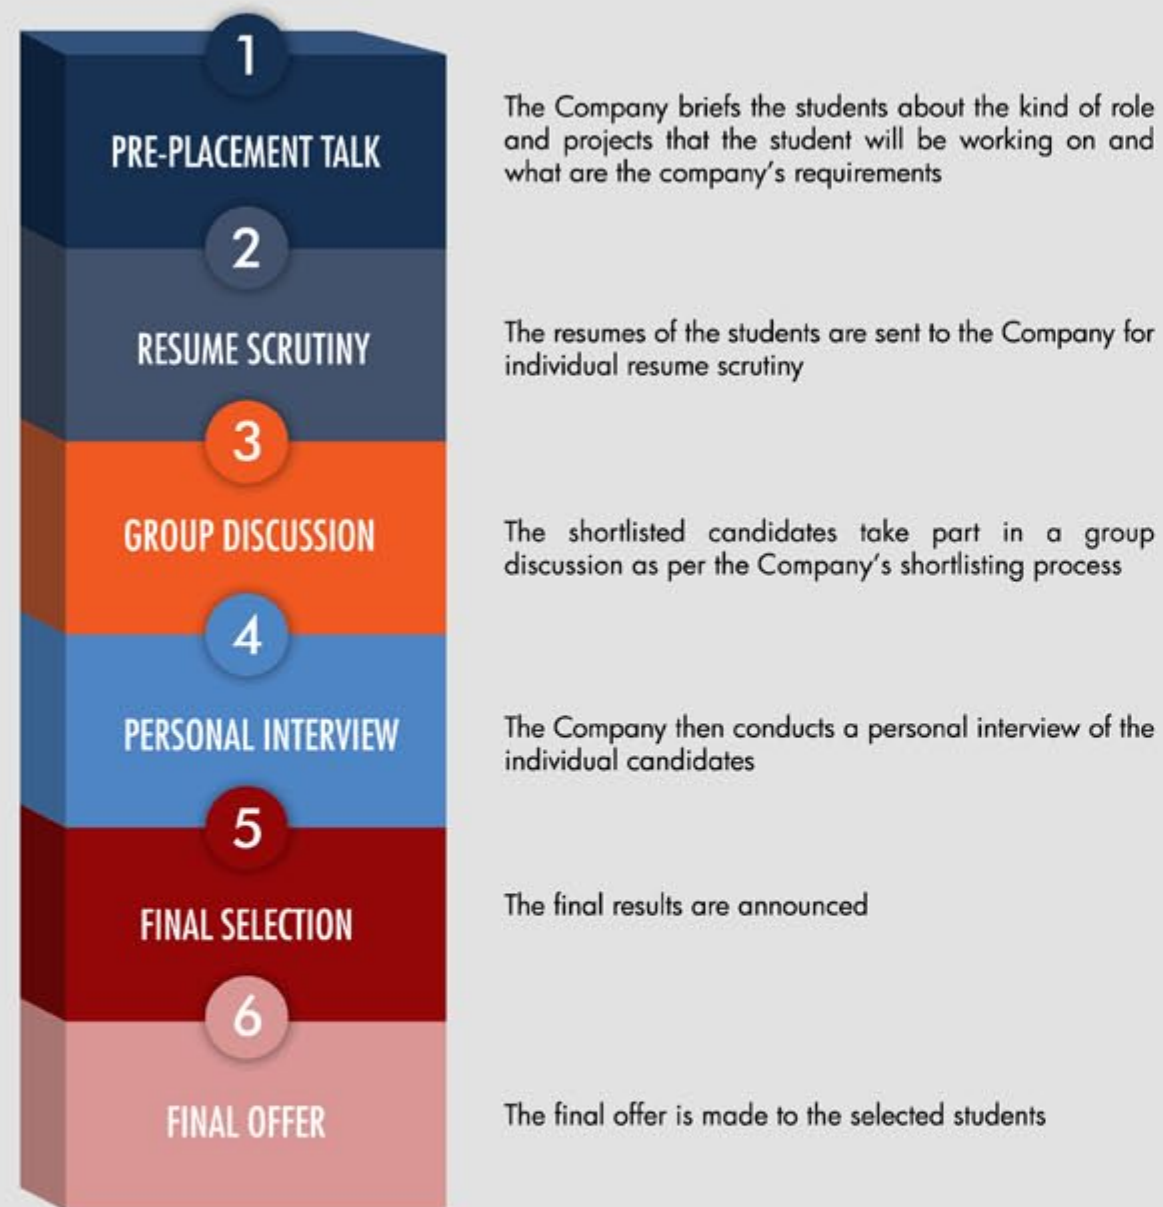 1
PRE-PLACEMENT TALK
The Company briefs the students about the kind of role
and projects that the student will be working on and
what are the company's requirements
2
RESUME SCRUTINY
The resumes of the students are sent to the Company for
individual resume scrutiny
3
GROUP DISCUSSION
The shortlisted candidates take part in a group
discussion as per the Company's shortlisting process
4
PERSONAL INTERVIEW
The Company then conducts a personal interview of the
individual candidates
5
FINAL SELECTION
The final results are announced
6
FINAL OFFER
The final offer is made to the selected students